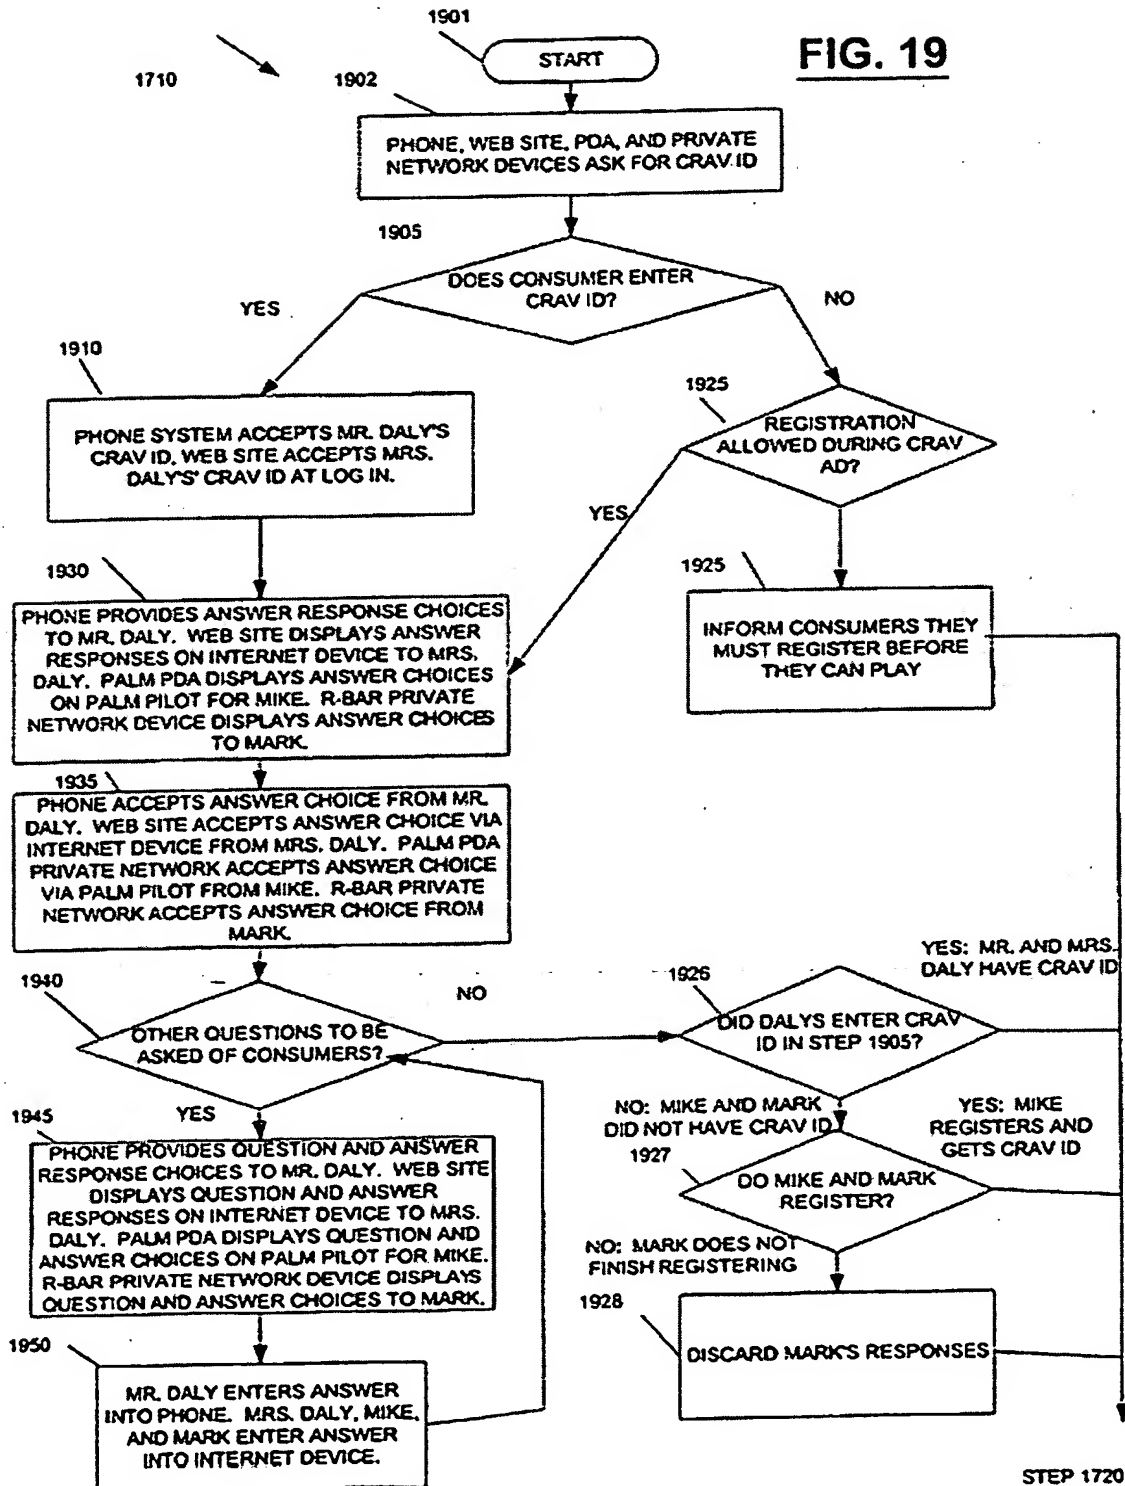 1901
START
FIG. 19
1710
1902
PHONE, WEB SITE, PDA, AND PRIVATE
NETWORK DEVICES ASK FOR CRAV ID
1905
DOES CONSUMER ENTER
CRAV ID?
YES
NO
1910
PHONE SYSTEM ACCEPTS MR. DALY'S
CRAV ID, WEB SITE ACCEPTS MRS.
DALY'S' CRAV ID AT LOG IN.
1925
REGISTRATION
ALLOWED DURING CRAV
AD?
YES
1930
PHONE PROVIDES ANSWER RESPONSE CHOICES
TO MR. DALY. WEB SITE DISPLAYS ANSWER
RESPONSES ON INTERNET DEVICE TO MRS.
DALY. PALM PDA DISPLAYS ANSWER CHOICES
ON PALM PILOT FOR MIKE. R-BAR PRIVATE
NETWORK DEVICE DISPLAYS ANSWER CHOICES
TO MARK.
1925
INFORM CONSUMERS THEY
MUST REGISTER BEFORE
THEY CAN PLAY
1935
PHONE ACCEPTS ANSWER CHOICE FROM MR.
DALY. WEB SITE ACCEPTS ANSWER CHOICE VIA
INTERNET DEVICE FROM MRS. DALY. PALM PDA
PRIVATE NETWORK ACCEPTS ANSWER CHOICE
VIA PALM PILOT FROM MIKE. R-BAR PRIVATE
NETWORK ACCEPTS ANSWER CHOICE FROM
MARK.
1940
OTHER QUESTIONS TO BE
ASKED OF CONSUMERS?
NO
YES
1926
DID DALYS ENTER CRAV
ID IN STEP 1905?
YES: MR. AND MRS.
DALY HAVE CRAV ID
NO: MIKE AND MARK
DID NOT HAVE CRAV ID
1927
DO MIKE AND MARK
REGISTER?
YES: MIKE
REGISTERS AND
GETS CRAV ID
NO: MARK DOES NOT
FINISH REGISTERING
1928
DISCARD MARK'S RESPONSES
1945
PHONE PROVIDES QUESTION AND ANSWER
RESPONSE CHOICES TO MR. DALY. WEB SITE
DISPLAYS QUESTION AND ANSWER
RESPONSES ON INTERNET DEVICE TO MRS.
DALY. PALM PDA DISPLAYS QUESTION AND
ANSWER CHOICES ON PALM PILOT FOR MIKE.
R-BAR PRIVATE NETWORK DEVICE DISPLAYS
QUESTION AND ANSWER CHOICES TO MARK.
1950
MR. DALY ENTERS ANSWER
INTO PHONE. MRS. DALY, MIKE,
AND MARK ENTER ANSWER
INTO INTERNET DEVICE.
STEP 1720